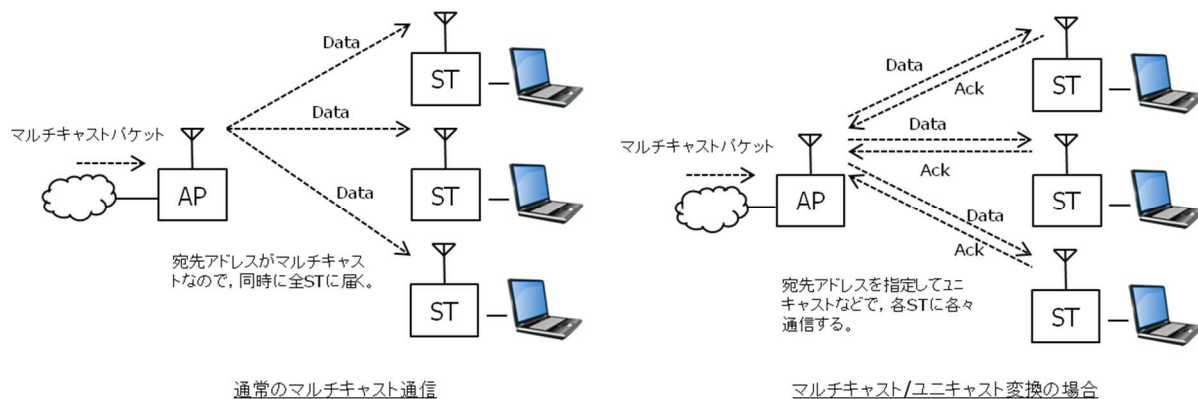 Data
ST
Data
マルチキャストパケット
AP
ST
Data
宛先アドレスがマルチキャス
トなので，同時に全STに届く。
ST
通常のマルチキャスト通信
Data
Ack
ST
Data
マルチキャストパケット
AP
Ack
ST
Data
Ack
宛先アドレスを指定してユニ
キャストなどで，各STに各々
通信する。
ST
マルチキャスト/ユニキャスト変換の場合